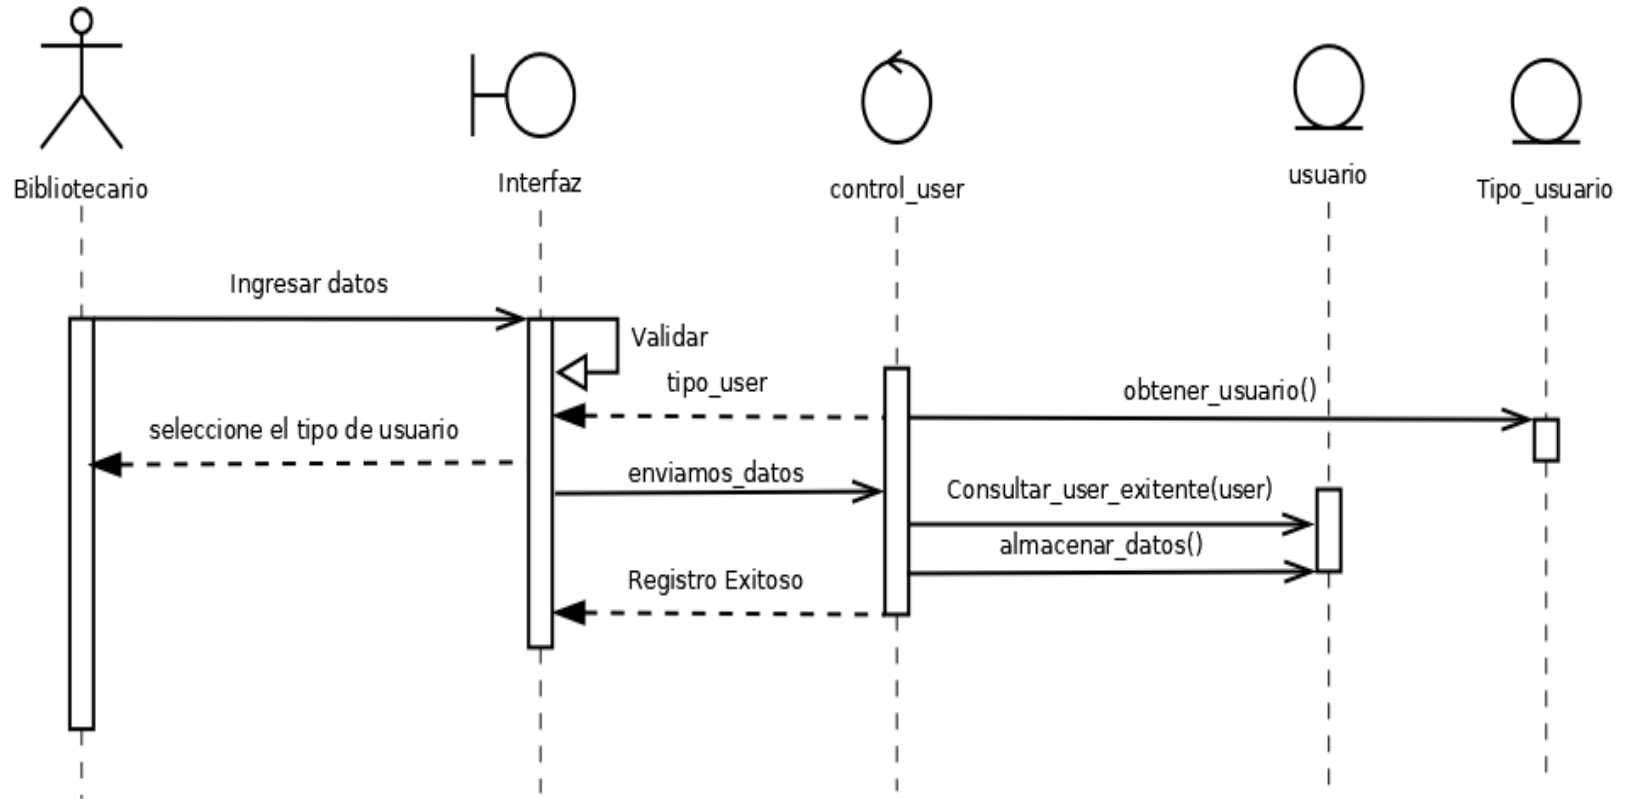 Bibliotecario
Interfaz
control_user
usuario
Tipo_usuario
Ingresar datos
Validar
tipo_user
obtener_usuario()
seleccione el tipo de usuario
enviamos_datos
Consultar_user_exitente(user)
almacenar_datos()
Registro Exitoso